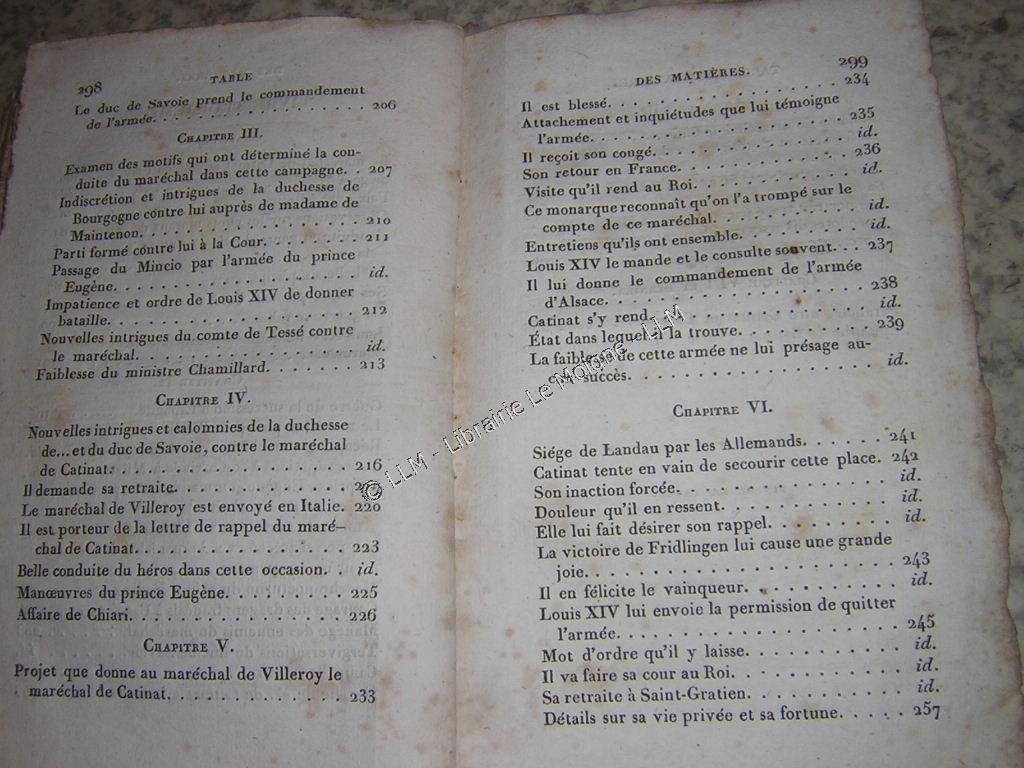 298 TABLE
Le duc de Savoie prend le commandement
de l'armée. . . . . . . . . . . . . . . . . 206
CHAPITRE III.
Examen des motifs qui ont déterminé la con-
duite du maréchal dans cette campagne. . 207
Indiscrétion et intrigues de la duchesse de
Bourgogne contre lui auprès de madame de
Maintenon. . . . . . . . . . . . . . . . 210
Parti formé contre lui à la Cour. . . . . . . . 211
Passage du Mincio par l'armée du prince
Eugène. . . . . . . . . . . . . . . . . . id.
Impatience et ordre de Louis XIV de donner
bataille. . . . . . . . . . . . . . . . . . 212
Nouvelles intrigues du comte de Tessé contre
le maréchal. . . . . . . . . . . . . . . . id.
Faiblesse du ministre Chamillard. . . . . . . . 213
CHAPITRE IV.
Nouvelles intrigues et calomnies de la duchesse
de... et du duc de Savoie, contre le maréchal
de Catinat. . . . . . . . . . . . . . . . . 216
Il demande sa retraite. . . . . . . . . . . . .
Le maréchal de Villeroy est envoyé en Italie. 220
Il est porteur de la lettre de rappel du maré-
chal de Catinat. . . . . . . . . . . . . . . 223
Belle conduite du héros dans cette occasion. . id.
Manœuvres du prince Eugène. . . . . . . . . 225
Affaire de Chiari. . . . . . . . . . . . . . . 226
CHAPITRE V.
Projet que donne au maréchal de Villeroy le
maréchal de Catinat. . . . . . . . . . . . . 233
DES MATIÈRES. 299
Il est blessé. . . . . . . . . . . . . . . . . 234
Attachement et inquiétudes que lui témoigne
l'armée. . . . . . . . . . . . . . . . . . 235
Il reçoit son congé. . . . . . . . . . . . . . id.
Son retour en France. . . . . . . . . . . . . 236
Visite qu'il rend au Roi. . . . . . . . . . . . id.
Ce monarque reconnaît qu'on l'a trompé sur le
compte de ce maréchal. . . . . . . . . . . id.
Entretiens qu'ils ont ensemble. . . . . . . . . id.
Louis XIV le mande et le consulte souvent. . . 237
Il lui donne le commandement de l'armée
d'Alsace. . . . . . . . . . . . . . . . . . 238
Catinat s'y rend. . . . . . . . . . . . . . . id.
État dans lequel il la trouve. . . . . . . . . . 239
La faiblesse de cette armée ne lui présage au-
cun succès. . . . . . . . . . . . . . . . . id.
CHAPITRE VI.
Siége de Landau par les Allemands. . . . . . 241
Catinat tente en vain de secourir cette place. 242
Son inaction forcée. . . . . . . . . . . . . . id.
Douleur qu'il en ressent. . . . . . . . . . . . id.
Elle lui fait désirer son rappel. . . . . . . . . id.
La victoire de Fridlingen lui cause une grande
joie. . . . . . . . . . . . . . . . . . . . 243
Il en félicite le vainqueur. . . . . . . . . . . id.
Louis XIV lui envoie la permission de quitter
l'armée. . . . . . . . . . . . . . . . . . 245
Mot d'ordre qu'il y laisse. . . . . . . . . . . id.
Il va faire sa cour au Roi. . . . . . . . . . . id.
Sa retraite à Saint-Gratien. . . . . . . . . . . id.
Détails sur sa vie privée et sa fortune. . . . . 257
© LLM - Librairie Le Molone - LLM